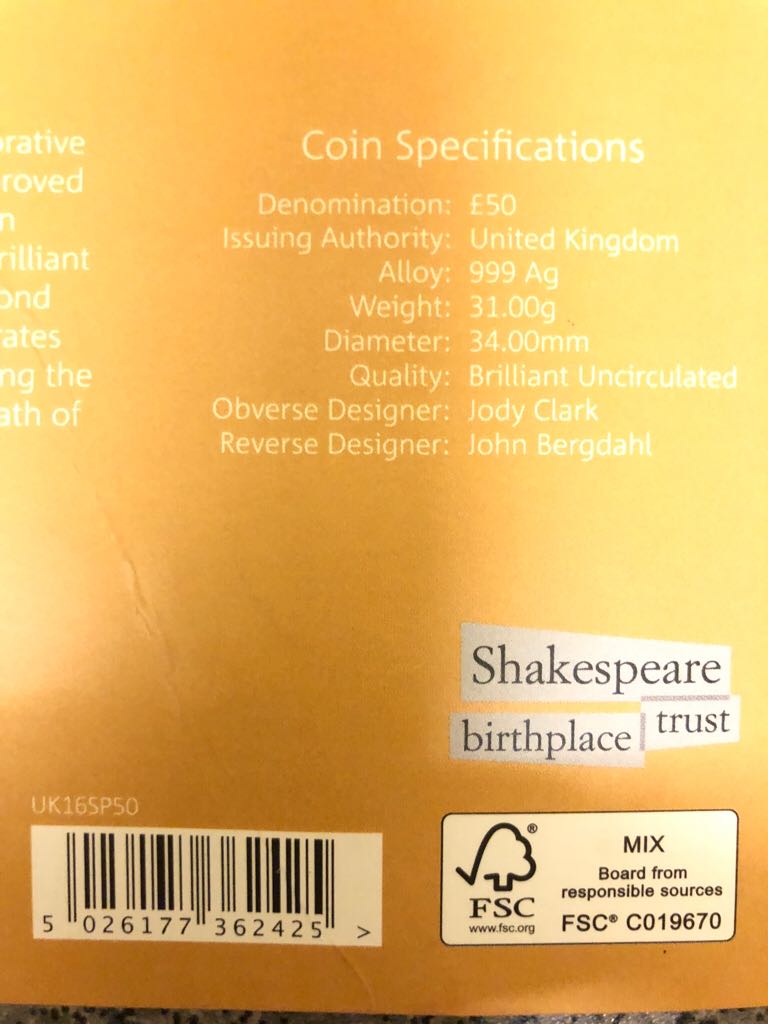 Coin Specifications
Denomination: £50
Issuing Authority: United Kingdom
Alloy: 999 Ag
Weight: 31.00g
Diameter: 34.00mm
Quality: Brilliant Uncirculated
Obverse Designer: Jody Clark
Reverse Designer: John Bergdahl
orative
roved
n
rilliant
ond
rates
ng the
ath of
Shakespeare
birthplace trust
UK16SP50
5 026177 362425 >
FSC®
www.fsc.org
MIX
Board from
responsible sources
FSC® C019670